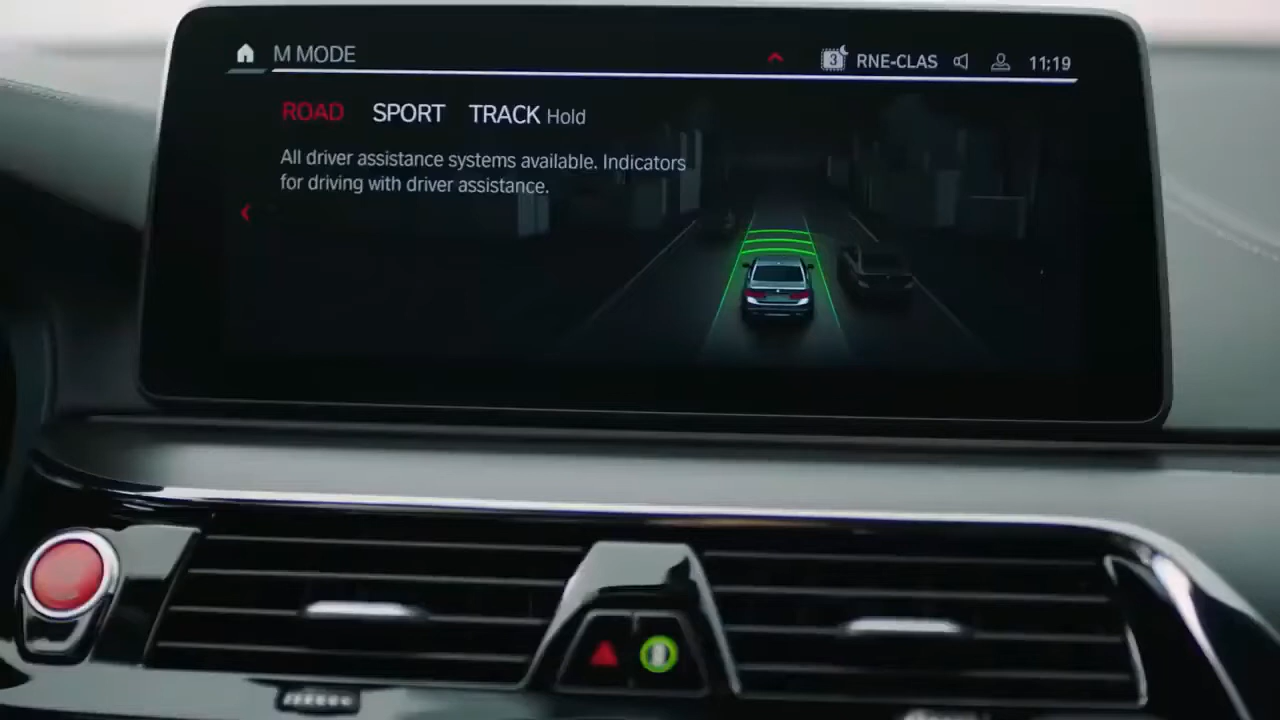 M MODE
3 RNE-CLAS 11:19
ROAD SPORT TRACK Hold
All driver assistance systems available. Indicators
for driving with driver assistance.